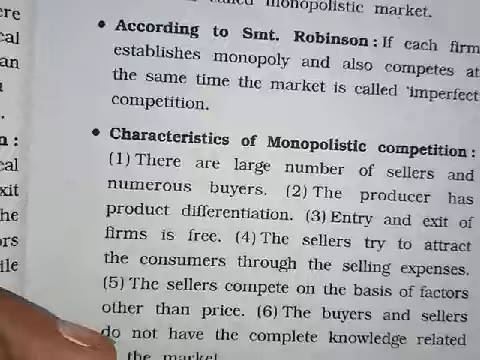 monopolistic market.
• According to Smt. Robinson : If each firm
establishes monopoly and also competes at
the same time the market is called 'imperfect
competition.
• Characteristics of Monopolistic competition :
(1) There are large number of sellers and
numerous buyers. (2) The producer has
product differentiation. (3) Entry and exit of
firms is free. (4) The sellers try to attract
the consumers through the selling expenses.
(5) The sellers compete on the basis of factors
other than price. (6) The buyers and sellers
do not have the complete knowledge related
the market